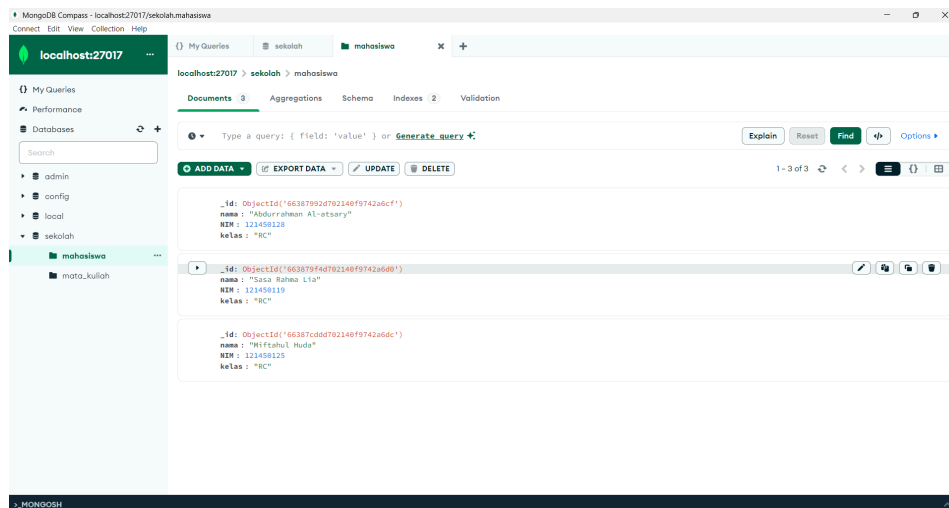 MongoDB Compass - localhost:27017/sekolah.mahasiswa
Connect Edit View Collection Help
localhost:27017 ...
My Queries
Performance
Databases
Search
admin
config
local
sekolah
mahasiswa ...
mata_kuliah
{} My Queries sekolah mahasiswa
localhost:27017 > sekolah > mahasiswa
Documents 3 Aggregations Schema Indexes 2 Validation
Type a query: { field: 'value' } or Generate query
Explain Reset Find </> Options
ADD DATA EXPORT DATA UPDATE DELETE
1 – 3 of 3
_id: ObjectId('66387992d702140f9742a6cf')
nama : "Abdurrahman Al-atsary"
NIM : 121450128
kelas : "RC"
_id: ObjectId('663879f4d702140f9742a6d0')
nama : "Sasa Rahma Lia"
NIM : 121450119
kelas : "RC"
_id: ObjectId('66387cddd702140f9742a6dc')
nama : "Miftahul Huda"
NIM : 121450125
kelas : "RC"
>_MONGOSH